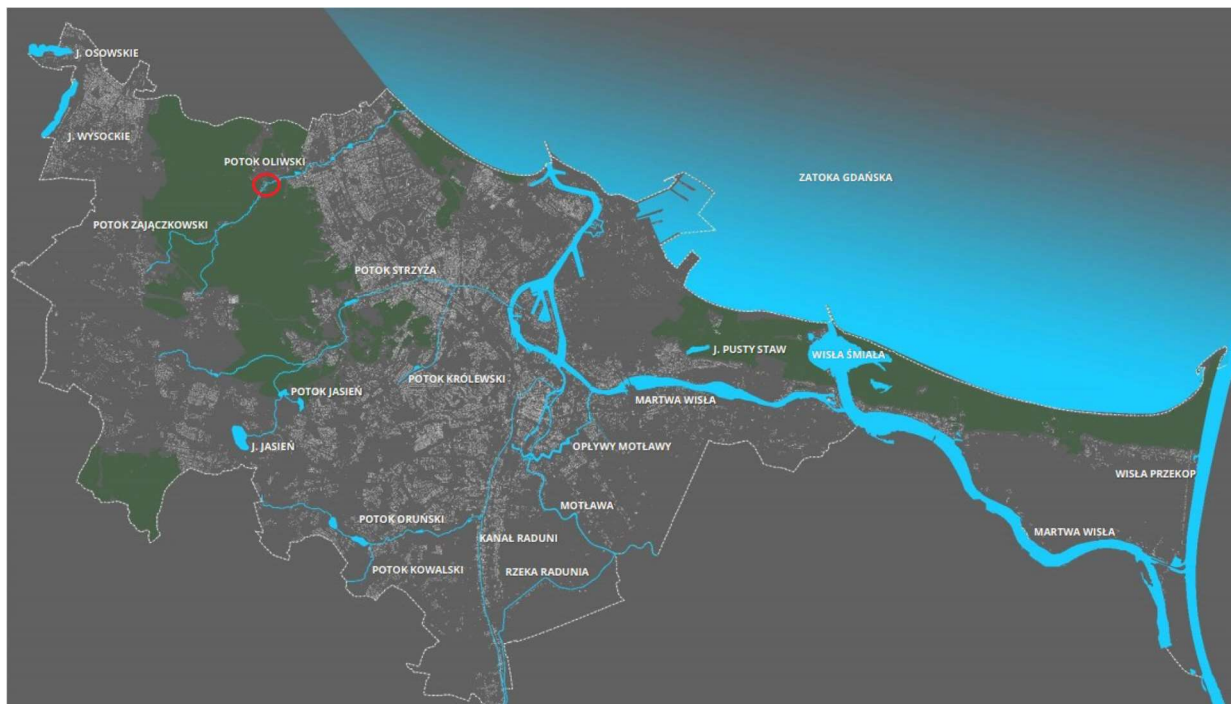 J. OSOWSKIE
J. WYSOCKIE
POTOK OLIWSKI
ZATOKA GDAŃSKA
POTOK ZAJĄCZKOWSKI
POTOK STRZYŻA
J. PUSTY STAW
WISŁA ŚMIAŁA
POTOK KRÓLEWSKI
POTOK JASIEŃ
MARTWA WISŁA
J. JASIEŃ
OPŁYWY MOTŁAWY
WISŁA PRZEKOP
MOTŁAWA
POTOK ORUŃSKI
MARTWA WISŁA
KANAŁ RADUNI
POTOK KOWALSKI
RZEKA RADUNIA